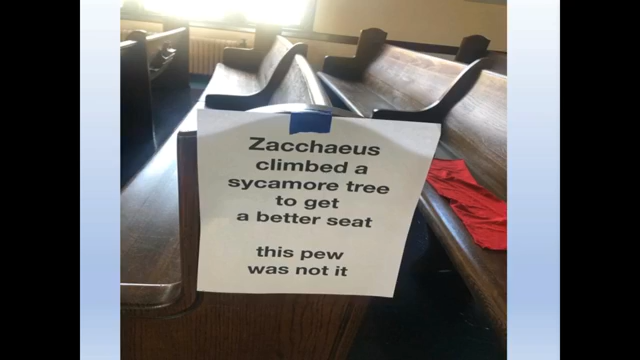 Zacchaeus
climbed a
sycamore tree
to get
a better seat
this pew
was not it